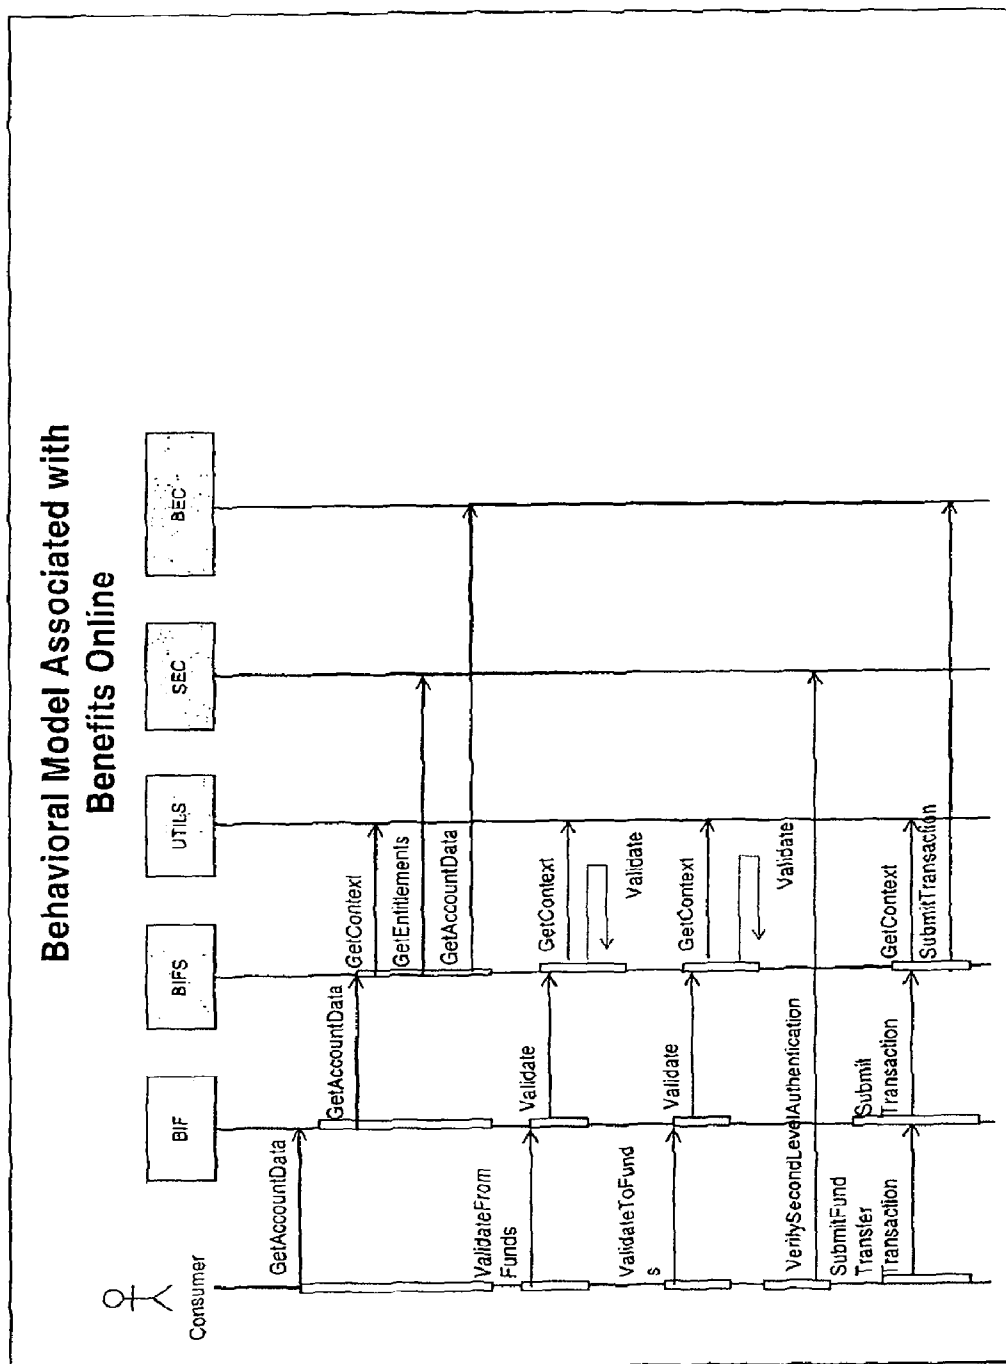 Behavioral Model Associated with
Benefits Online
Consumer
BIF
BIFS
UTILS
SEC
BEC
GetAccountData
GetAccountData
GetContext
GetEntitlements
GetAccountData
ValidateFrom
Funds
Validate
GetContext
Validate
ValidateToFund
s
Validate
GetContext
Validate
VerifySecondLevelAuthentication
SubmitFund
Transfer
Transaction
Submit
Transaction
GetContext
SubmitTransaction